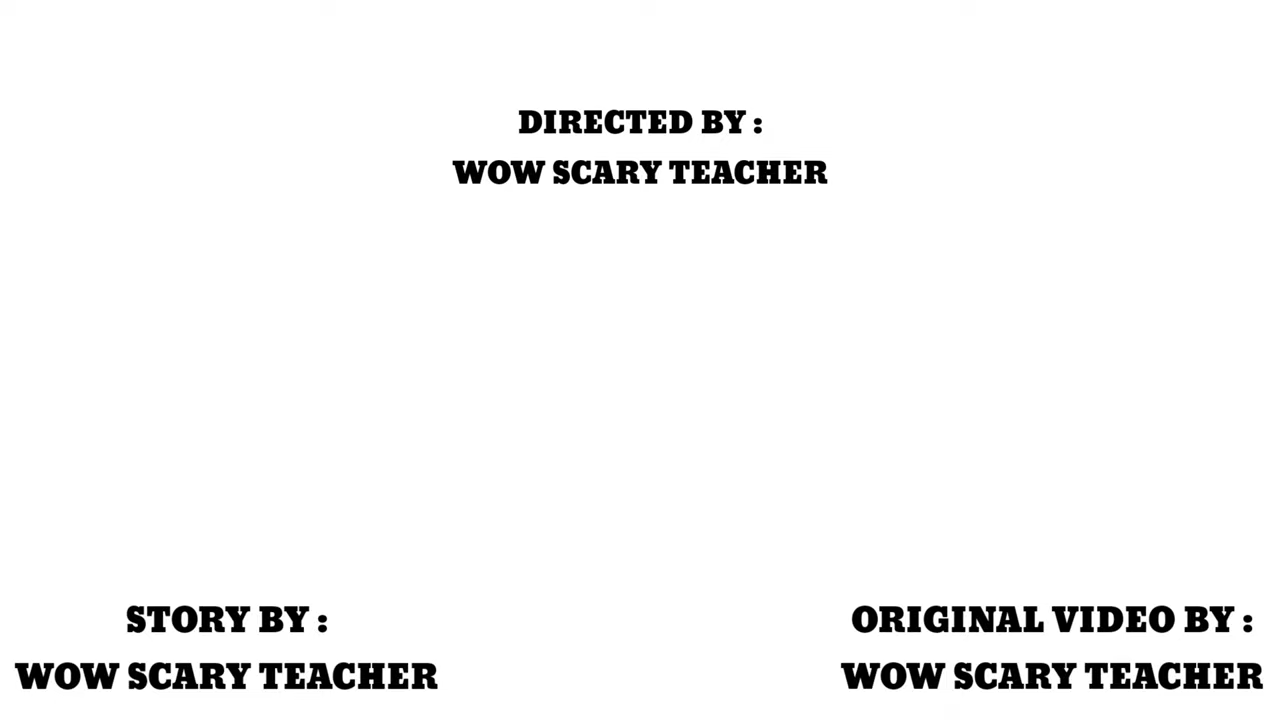 DIRECTED BY :
WOW SCARY TEACHER
STORY BY :
WOW SCARY TEACHER
ORIGINAL VIDEO BY :
WOW SCARY TEACHER